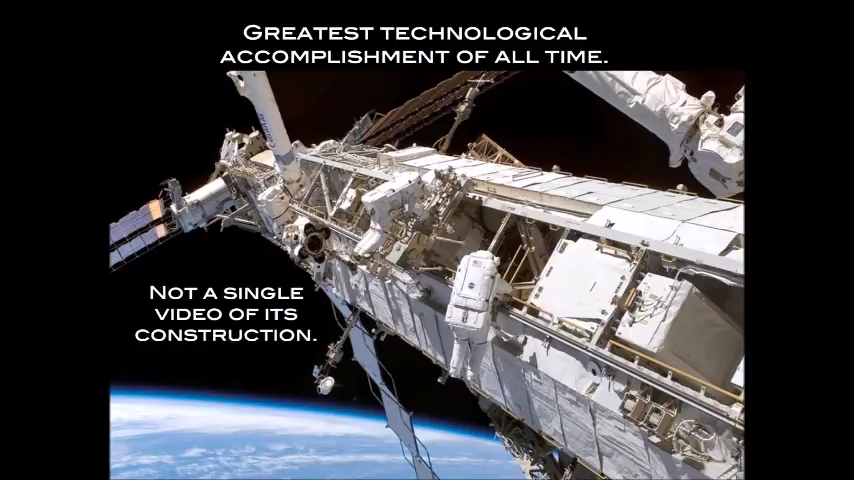 Greatest technological
accomplishment of all time.
Not a single
video of its
construction.